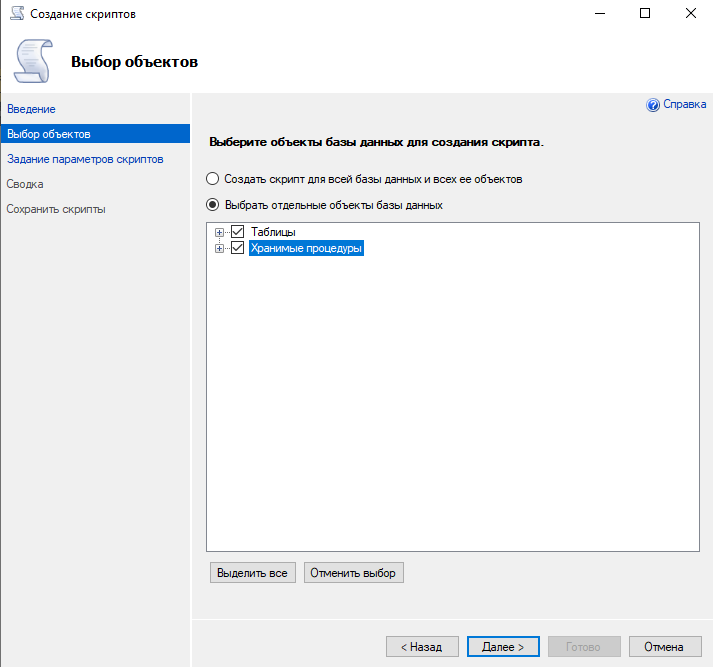 Создание скриптов
Выбор объектов
Введение
Выбор объектов
Задание параметров скриптов
Сводка
Сохранить скрипты
Справка
Выберите объекты базы данных для создания скрипта.
Создать скрипт для всей базы данных и всех ее объектов
Выбрать отдельные объекты базы данных
Таблицы
Хранимые процедуры
Выделить все
Отменить выбор
< Назад
Далее >
Готово
Отмена